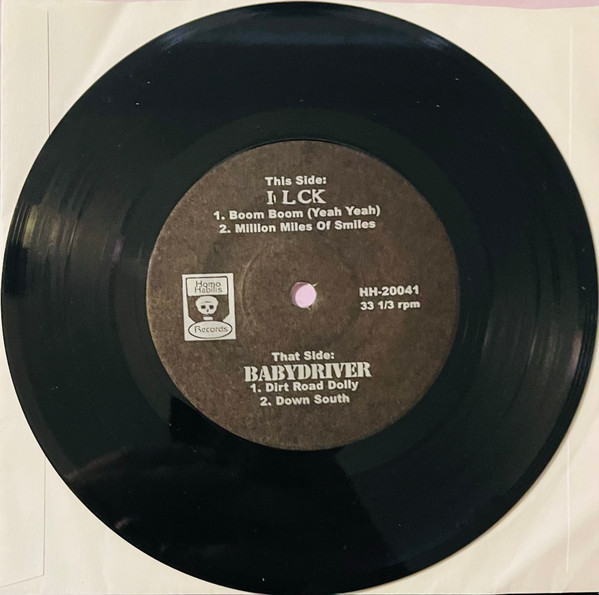 This Side:
1. Boom Boom (Yeah Yeah)
2. Million Miles Of Smiles
Homo
Habilis
Records
HH-20041
33 1/3 rpm
That Side:
BABYDRIVER
1. Dirt Road Dolly
2. Down South